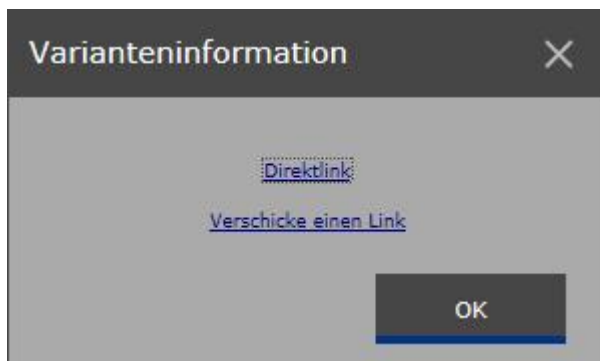 Varianteninformation
Direktlink
Verschicke einen Link
OK